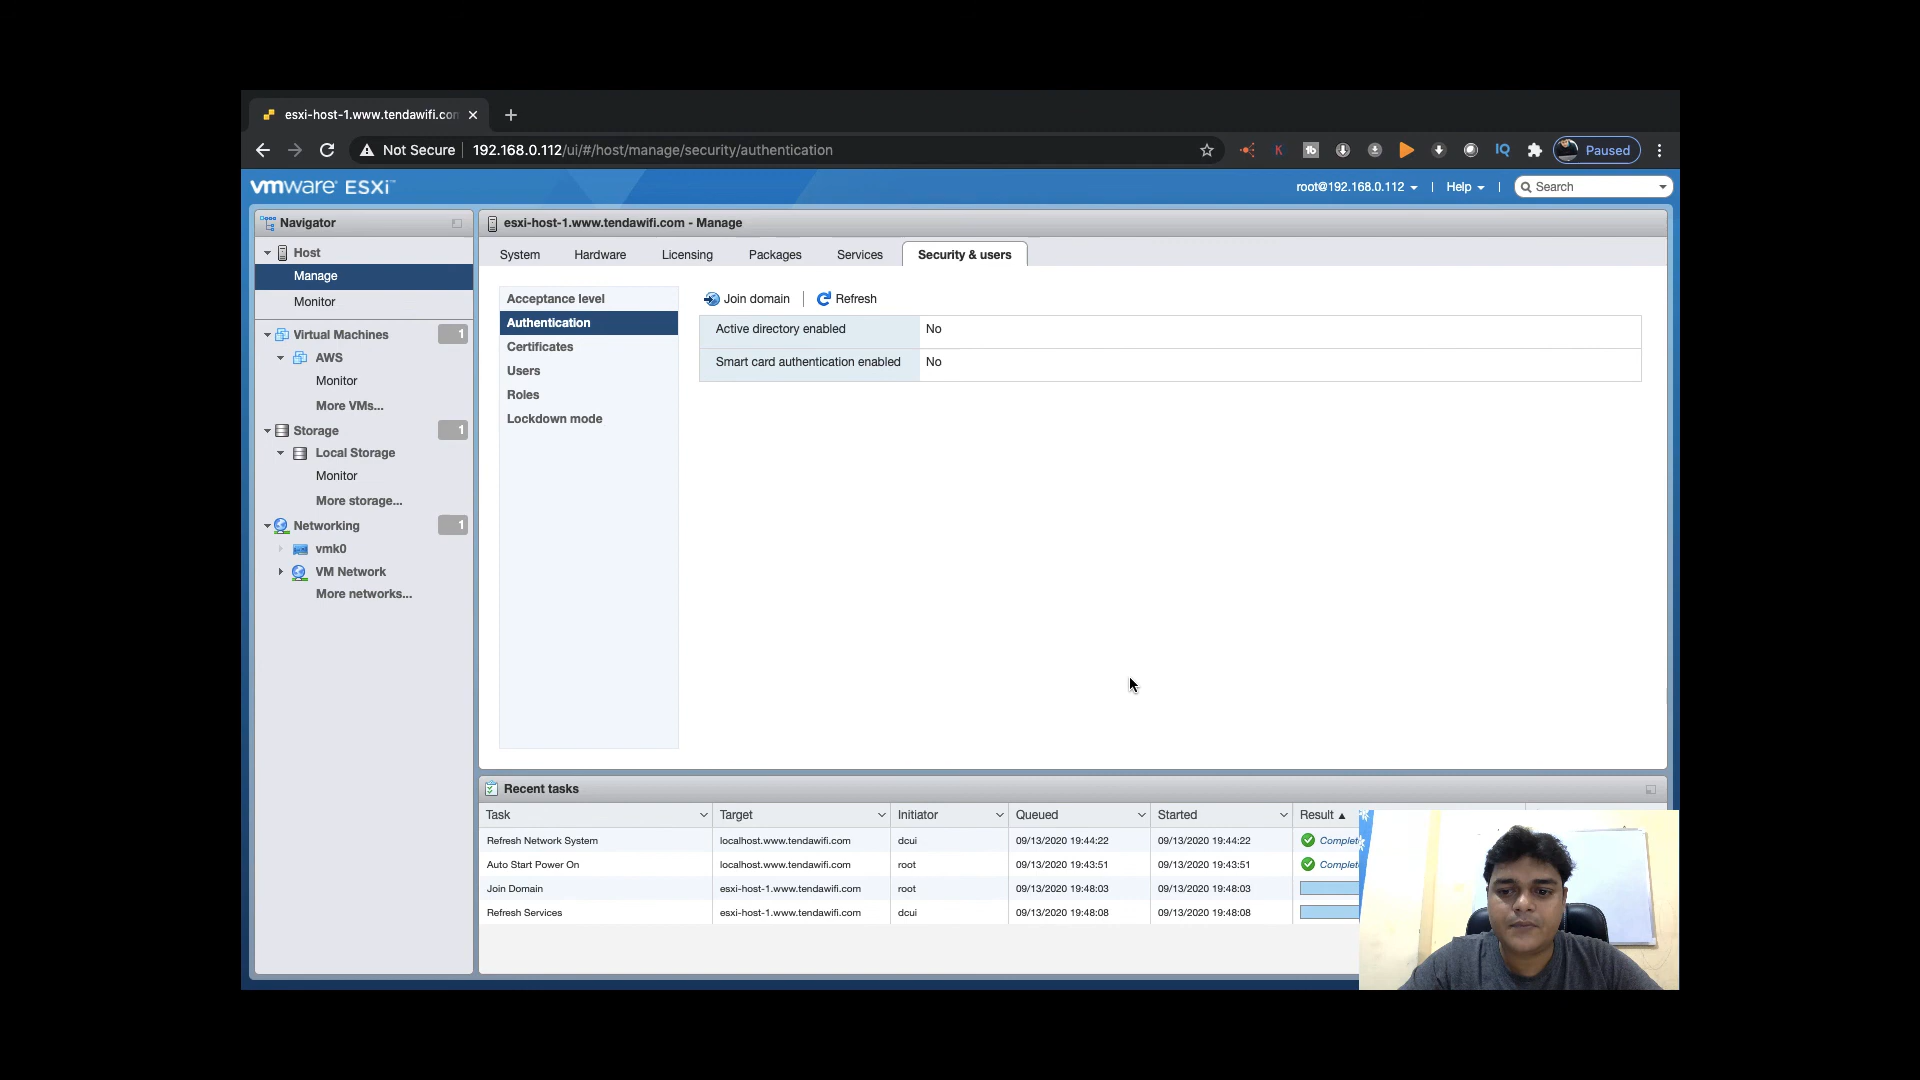 esxi-host-1.www.tendawifi.con
Not Secure 192.168.0.112/ui/#/host/manage/security/authentication
IQ
Paused
vmware ESXi
root@192.168.0.112
Help
Search
Navigator
Host
Manage
Monitor
Virtual Machines 1
AWS
Monitor
More VMs...
Storage 1
Local Storage
Monitor
More storage...
Networking 1
vmk0
VM Network
More networks...
esxi-host-1.www.tendawifi.com - Manage
System Hardware Licensing Packages Services Security & users
Acceptance level
Authentication
Certificates
Users
Roles
Lockdown mode
Join domain Refresh
Active directory enabled No
Smart card authentication enabled No
Recent tasks
Task Target Initiator Queued Started Result
Refresh Network System localhost.www.tendawifi.com dcui 09/13/2020 19:44:22 09/13/2020 19:44:22 Complet
Auto Start Power On localhost.www.tendawifi.com root 09/13/2020 19:43:51 09/13/2020 19:43:51 Complet
Join Domain esxi-host-1.www.tendawifi.com root 09/13/2020 19:48:03 09/13/2020 19:48:03
Refresh Services esxi-host-1.www.tendawifi.com dcui 09/13/2020 19:48:08 09/13/2020 19:48:08